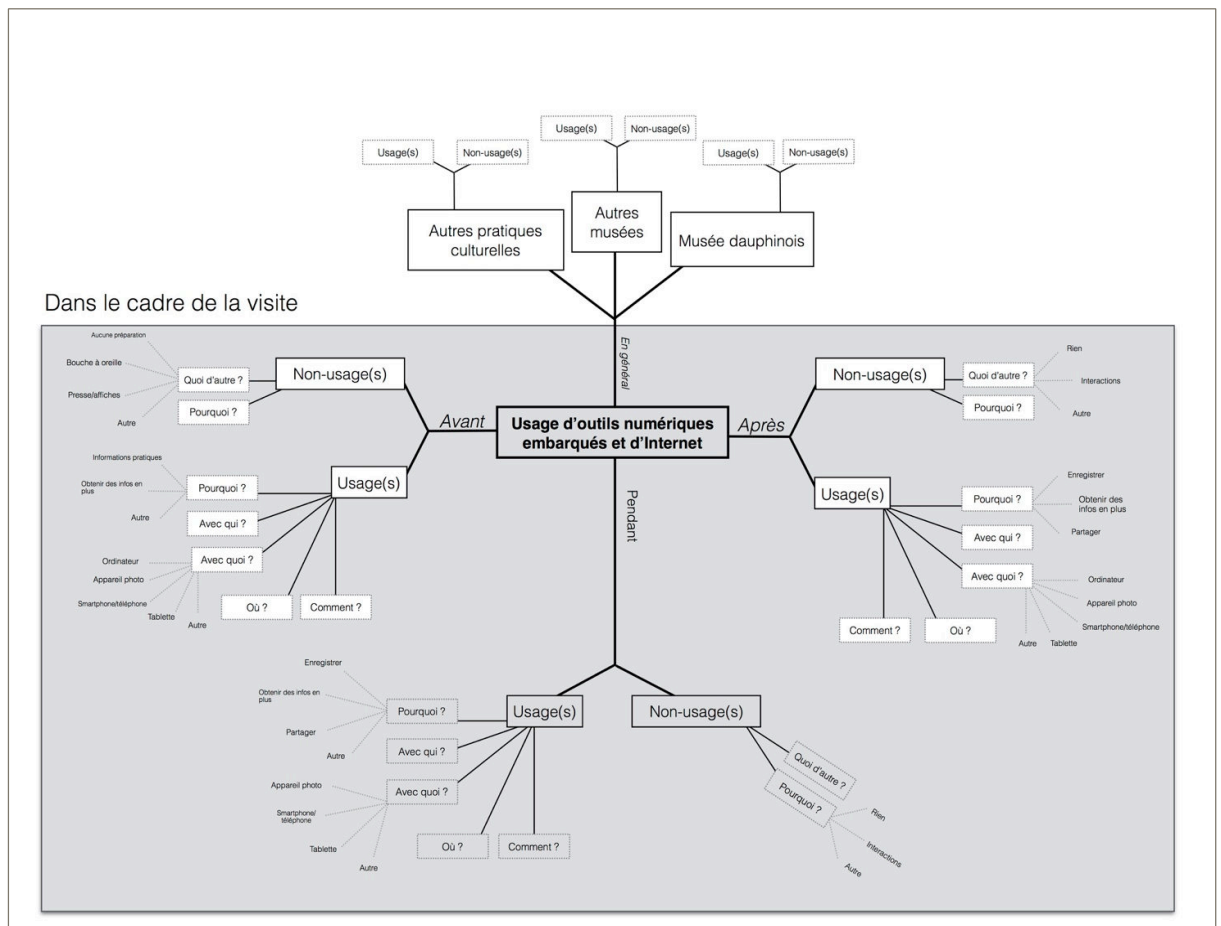 Usage(s)
Non-usage(s)
Usage(s)
Non-usage(s)
Usage(s)
Non-usage(s)
Autres pratiques
culturelles
Autres
musées
Musée dauphinois
Dans le cadre de la visite
En général
Usage d'outils numériques
embarqués et d'Internet
Avant
Non-usage(s)
Quoi d'autre ?
Aucune préparation
Bouche à oreille
Presse/affiches
Autre
Pourquoi ?
Usage(s)
Pourquoi ?
Informations pratiques
Obtenir des infos en
plus
Autre
Avec qui ?
Avec quoi ?
Ordinateur
Appareil photo
Smartphone/téléphone
Tablette
Autre
Où ?
Comment ?
Après
Non-usage(s)
Quoi d'autre ?
Rien
Interactions
Autre
Pourquoi ?
Usage(s)
Pourquoi ?
Enregistrer
Obtenir des
infos en plus
Partager
Avec qui ?
Avec quoi ?
Ordinateur
Appareil photo
Smartphone/téléphone
Tablette
Autre
Où ?
Comment ?
Pendant
Usage(s)
Pourquoi ?
Enregistrer
Obtenir des infos en
plus
Partager
Autre
Avec qui ?
Avec quoi ?
Appareil photo
Smartphone/
téléphone
Tablette
Autre
Où ?
Comment ?
Non-usage(s)
Quoi d'autre ?
Pourquoi ?
Rien
Interactions
Autre